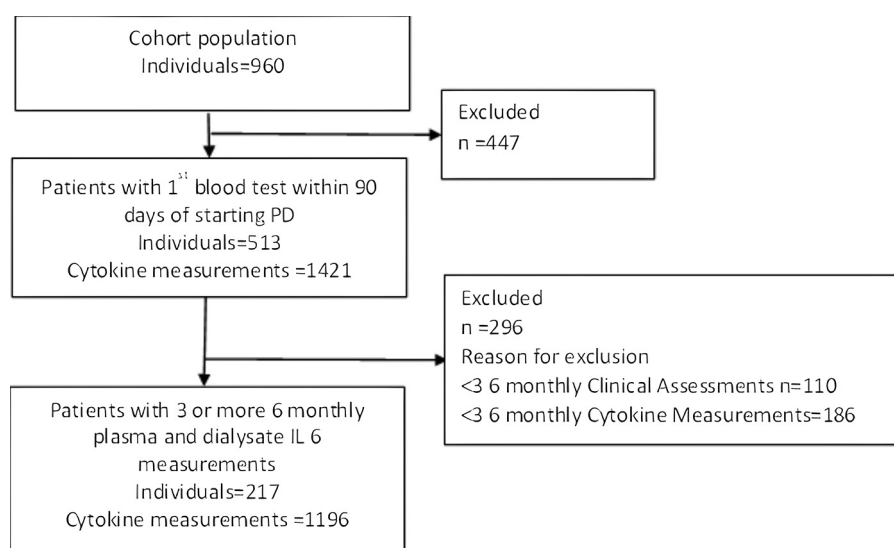 Cohort population
Individuals=960
Excluded
n =447
Patients with 1st blood test within 90
days of starting PD
Individuals=513
Cytokine measurements =1421
Excluded
n =296
Reason for exclusion
<3 6 monthly Clinical Assessments n=110
<3 6 monthly Cytokine Measurements=186
Patients with 3 or more 6 monthly
plasma and dialysate IL 6
measurements
Individuals=217
Cytokine measurements =1196